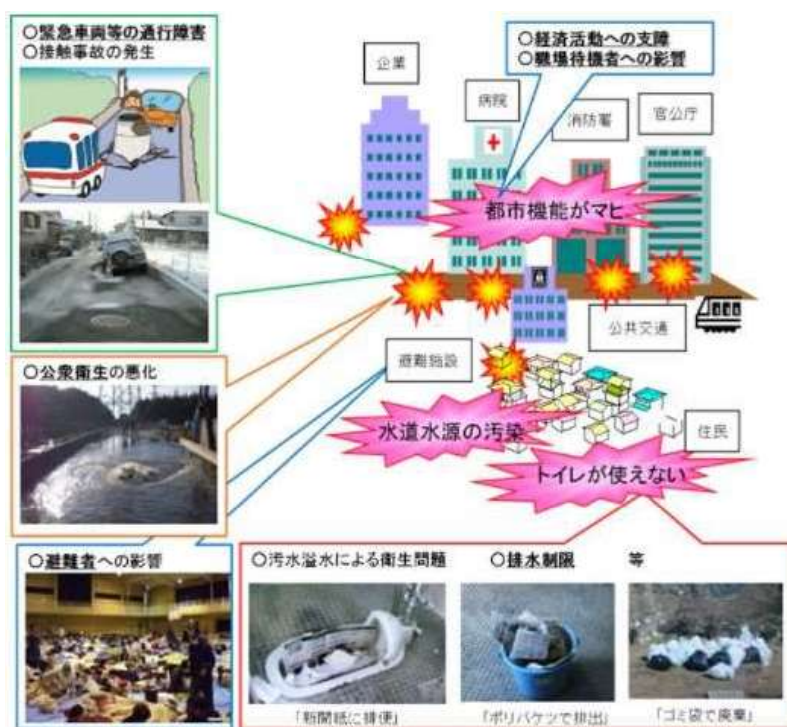 ○緊急車両等の通行障害
○接触事故の発生
○経済活動への支障
○職場待機者への影響
企業
病院
消防署
官公庁
都市機能がマヒ
公共交通
○公衆衛生の悪化
避難施設
水道水源の汚染
住民
トイレが使えない
○避難者への影響
○汚水溢水による衛生問題
○排水制限
等
「新聞紙に排便」
「ポリバケツで排出」
「ゴミ袋で廃棄」